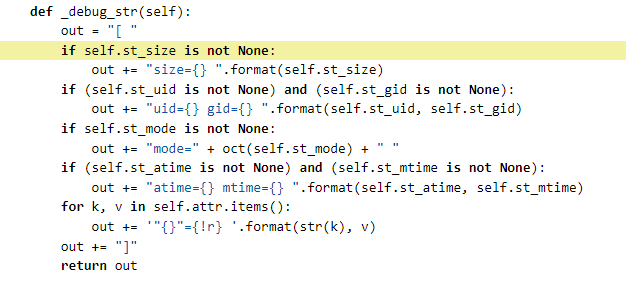 def _debug_str(self):
    out = "[ "
    if self.st_size is not None:
        out += "size={} ".format(self.st_size)
    if (self.st_uid is not None) and (self.st_gid is not None):
        out += "uid={} gid={} ".format(self.st_uid, self.st_gid)
    if self.st_mode is not None:
        out += "mode=" + oct(self.st_mode) + " "
    if (self.st_atime is not None) and (self.st_mtime is not None):
        out += "atime={} mtime={} ".format(self.st_atime, self.st_mtime)
    for k, v in self.attr.items():
        out += '"{}"={!r} '.format(str(k), v)
    out += "]"
    return out